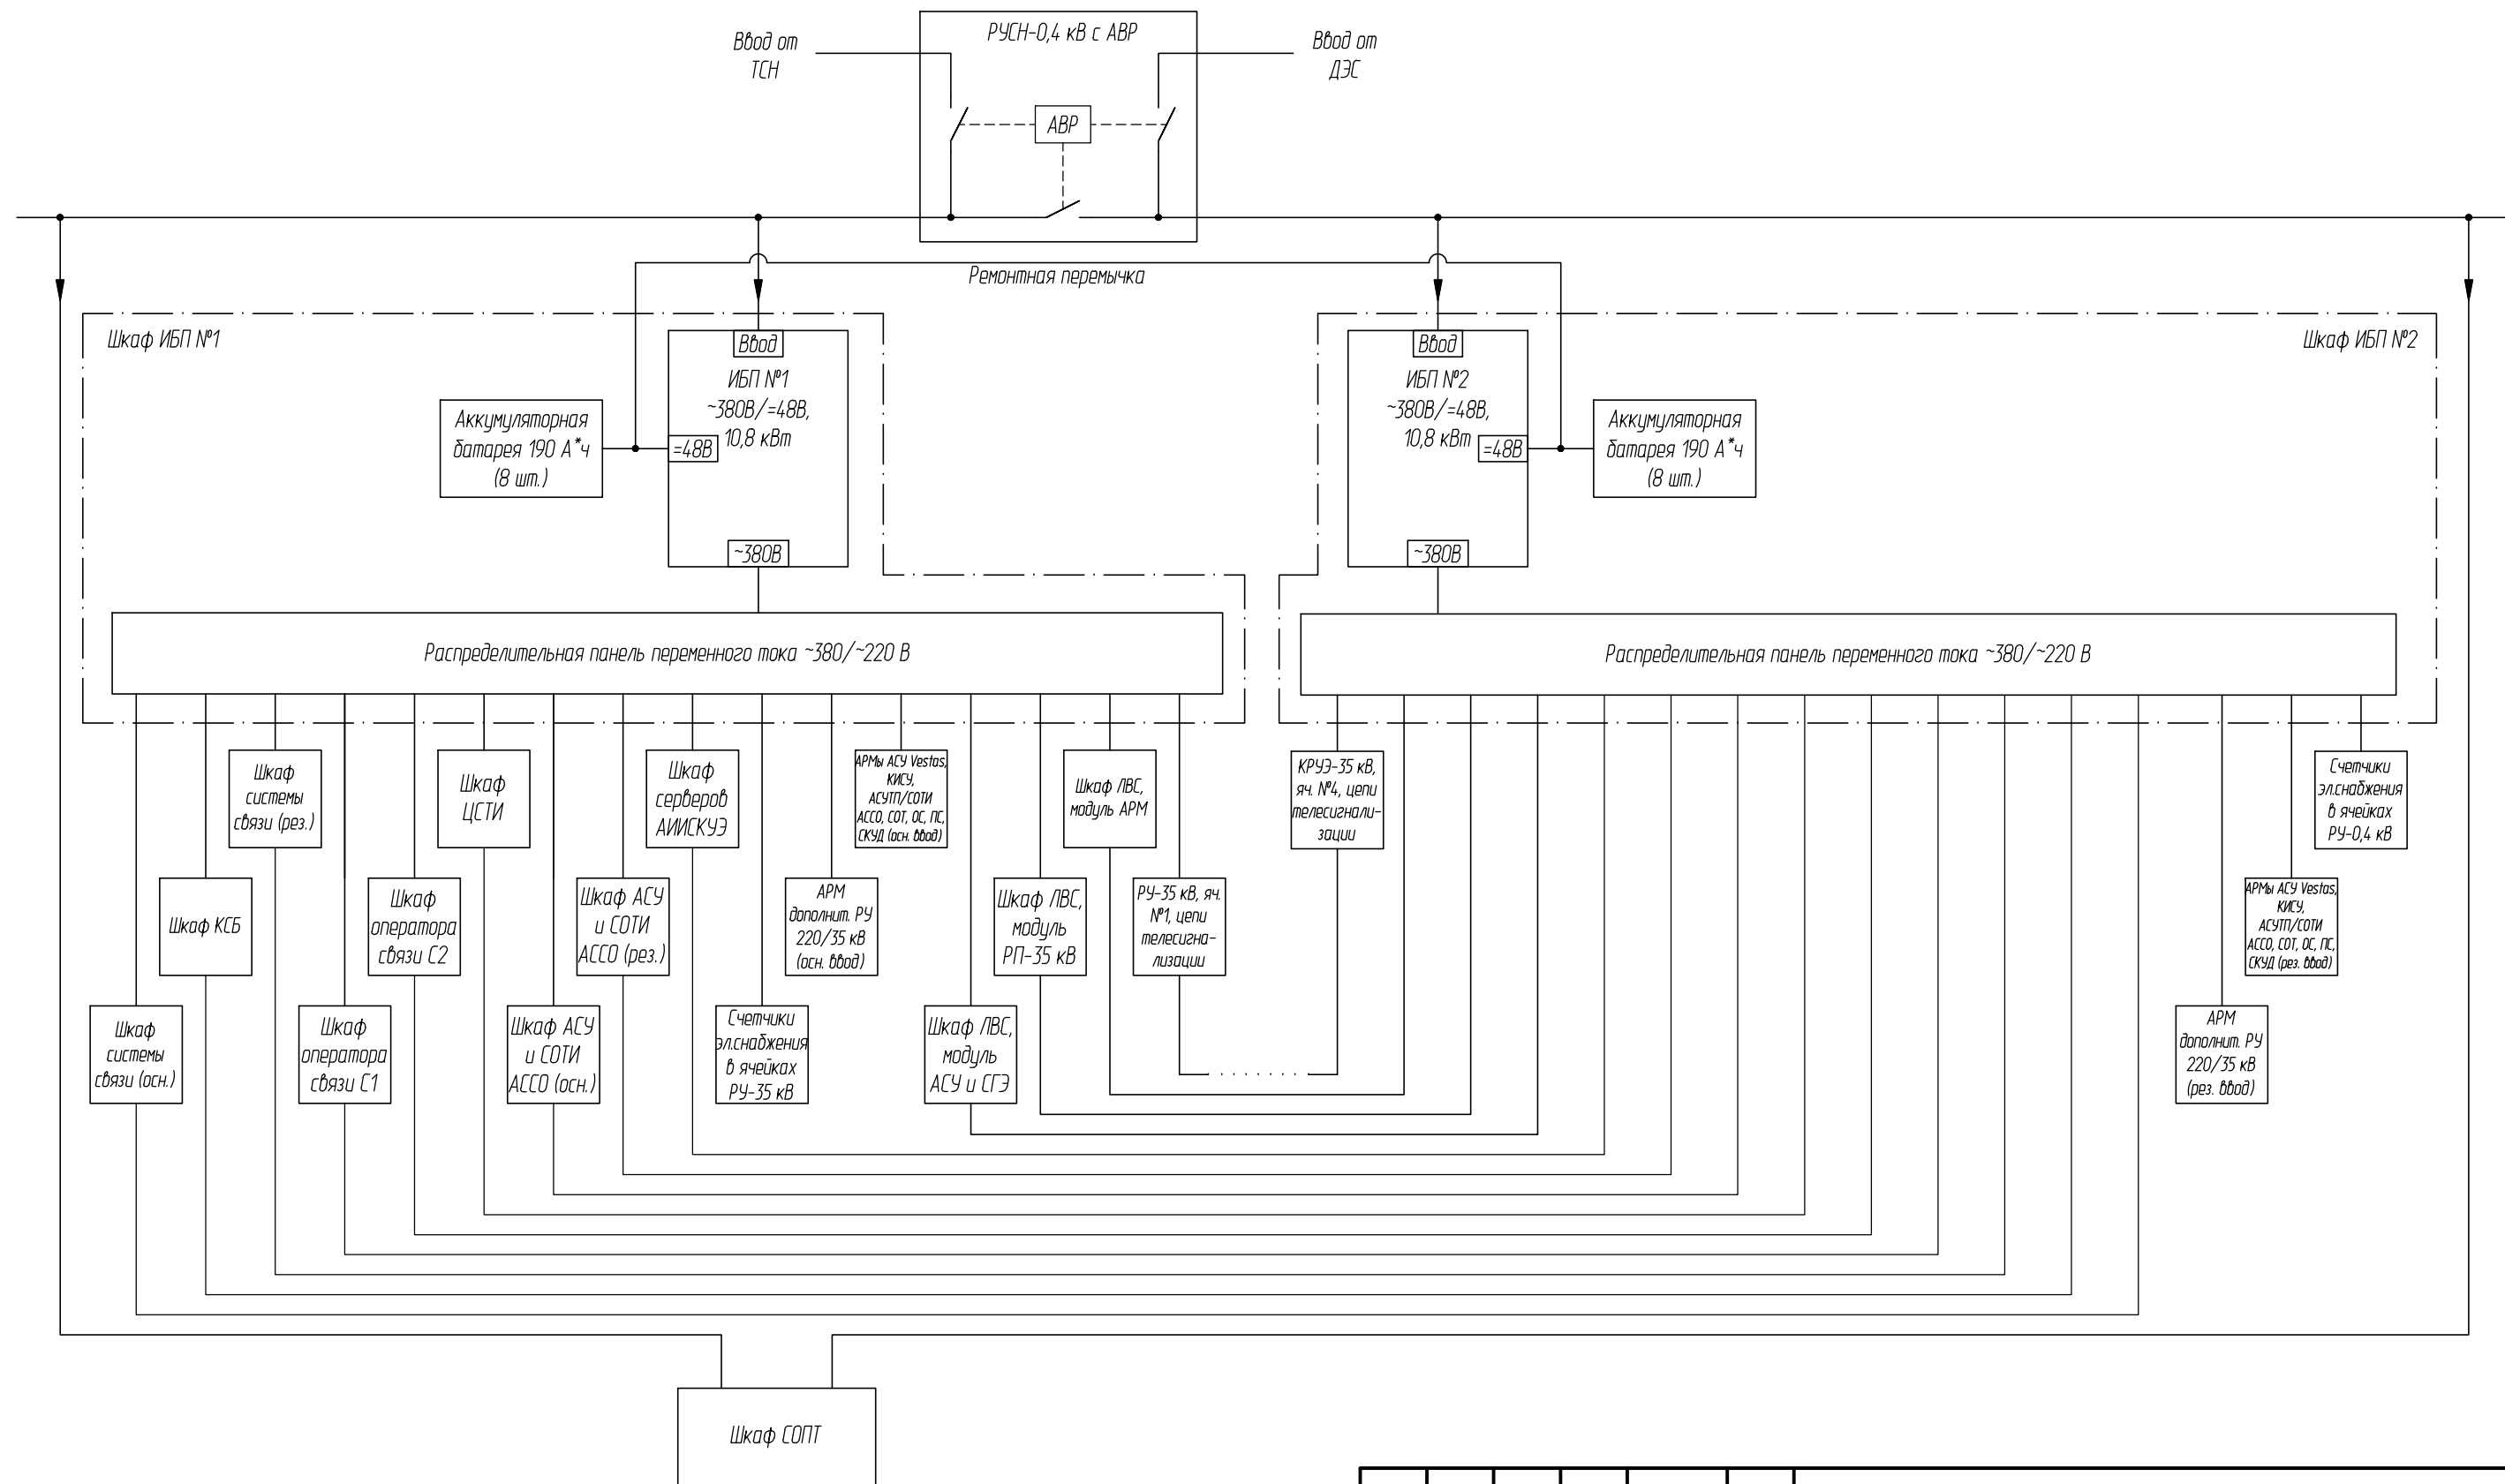 РУСН-0,4 кВ с АВР
Ввод от
ТСН
Ввод от
ДЭС
АВР
Ремонтная перемычка
Шкаф ИБП №1
Ввод
ИБП №1
~380В/=48В,
10,8 кВт
=48В
~380В
Аккумуляторная
батарея 190 А*ч
(8 шт.)
Шкаф ИБП №2
Ввод
ИБП №2
~380В/=48В,
10,8 кВт
=48В
~380В
Аккумуляторная
батарея 190 А*ч
(8 шт.)
Распределительная панель переменного тока ~380/~220 В
Распределительная панель переменного тока ~380/~220 В
Шкаф
системы
связи (рез.)
Шкаф
ЦСТИ
Шкаф
серверов
АИИСКУЭ
АРМы АСУ Vestas,
КИСУ,
АСУТП/СОТИ
АССО, СОТ, ОС, ПС,
СКУД (осн. ввод)
Шкаф ЛВС,
модуль АРМ
КРУЭ-35 кВ,
яч. №4, цепи
телесигнали-
зации
Счетчики
эл.снабжения
в ячейках
РУ-0,4 кВ
Шкаф КСБ
Шкаф
оператора
связи С2
Шкаф АСУ
и СОТИ
АССО (рез.)
АРМ
дополнит. РУ
220/35 кВ
(осн. ввод)
Шкаф ЛВС,
модуль
РП-35 кВ
РУ-35 кВ, яч.
№1, цепи
телесигна-
лизации
АРМы АСУ Vestas,
КИСУ,
АСУТП/СОТИ
АССО, СОТ, ОС, ПС,
СКУД (рез. ввод)
Шкаф
системы
связи (осн.)
Шкаф
оператора
связи С1
Шкаф АСУ
и СОТИ
АССО (осн.)
Счетчики
эл.снабжения
в ячейках
РУ-35 кВ
Шкаф ЛВС,
модуль
АСУ и СГЭ
АРМ
дополнит. РУ
220/35 кВ
(рез. ввод)
Шкаф СОПТ